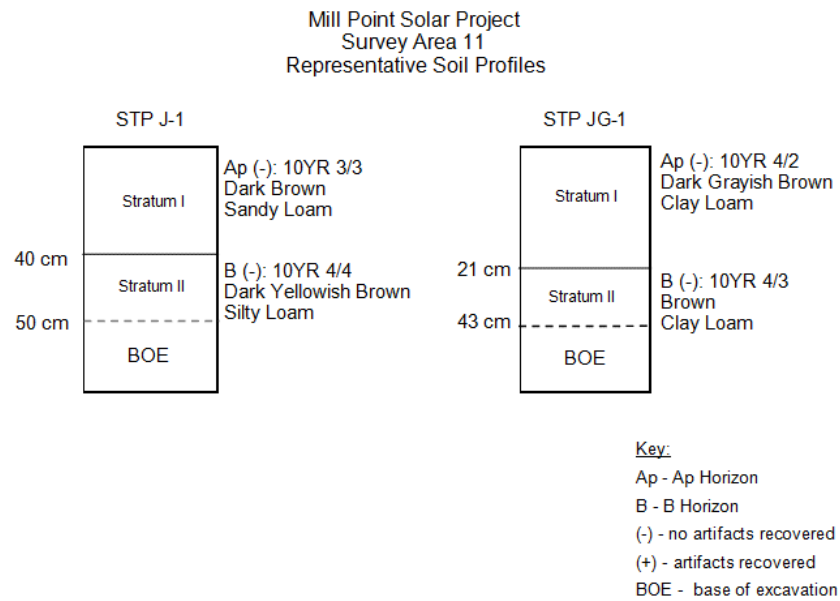 Mill Point Solar Project
Survey Area 11
Representative Soil Profiles
STP J-1
Stratum I
Ap (-): 10YR 3/3
Dark Brown
Sandy Loam
40 cm
Stratum II
B (-): 10YR 4/4
Dark Yellowish Brown
Silty Loam
50 cm
BOE
STP JG-1
Stratum I
Ap (-): 10YR 4/2
Dark Grayish Brown
Clay Loam
21 cm
Stratum II
B (-): 10YR 4/3
Brown
Clay Loam
43 cm
BOE
Key:
Ap - Ap Horizon
B - B Horizon
(-) - no artifacts recovered
(+) - artifacts recovered
BOE - base of excavation